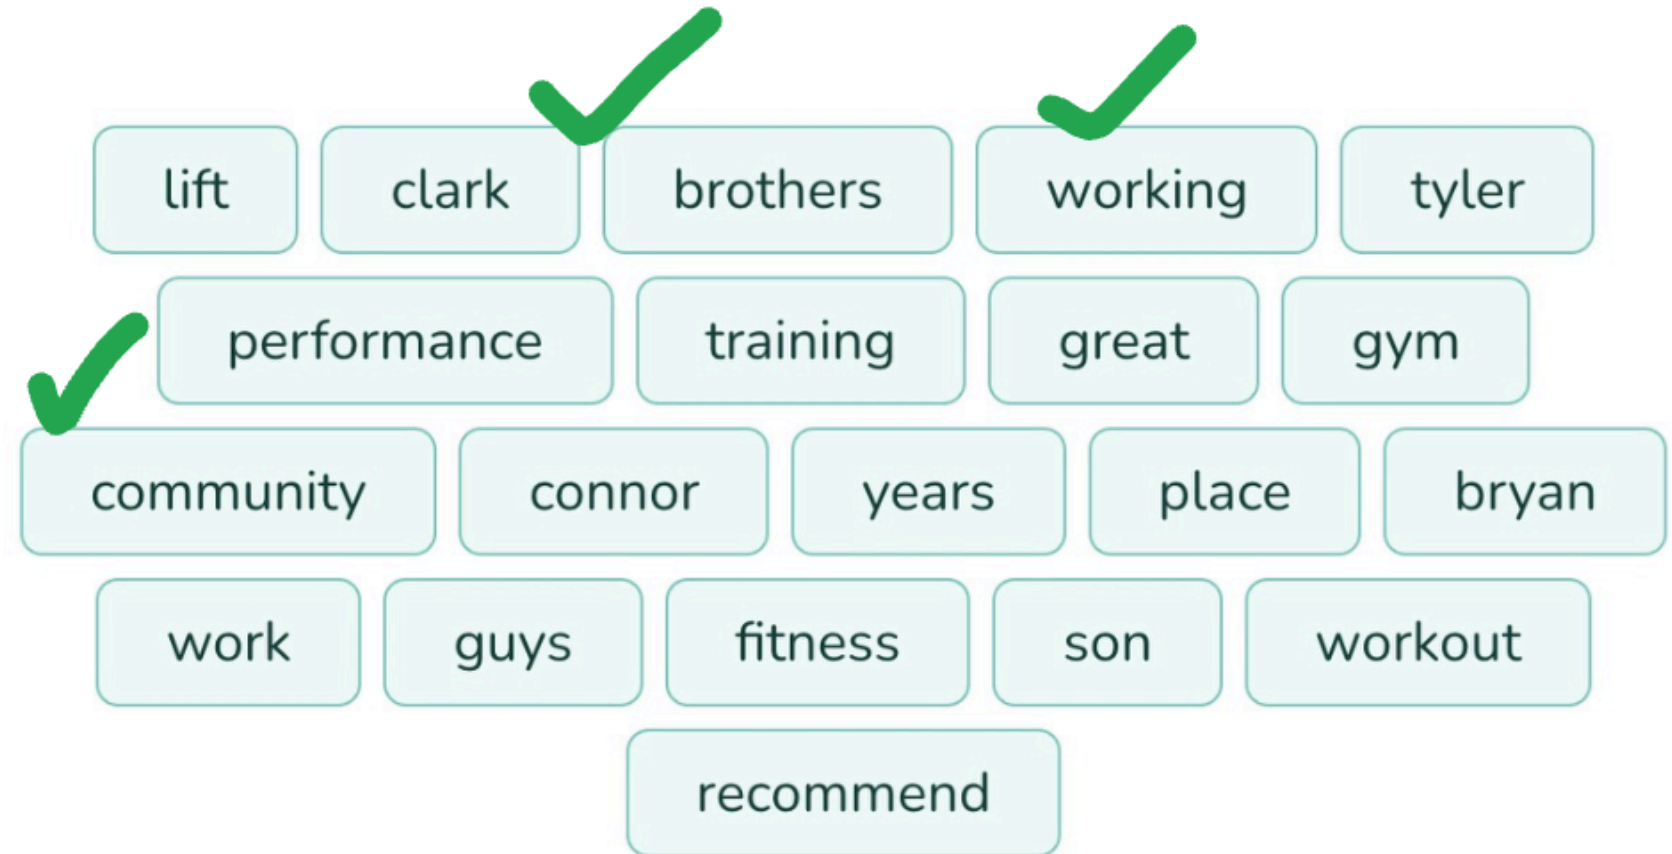 lift clark brothers working tyler
performance training great gym
community connor years place bryan
work guys fitness son workout
recommend